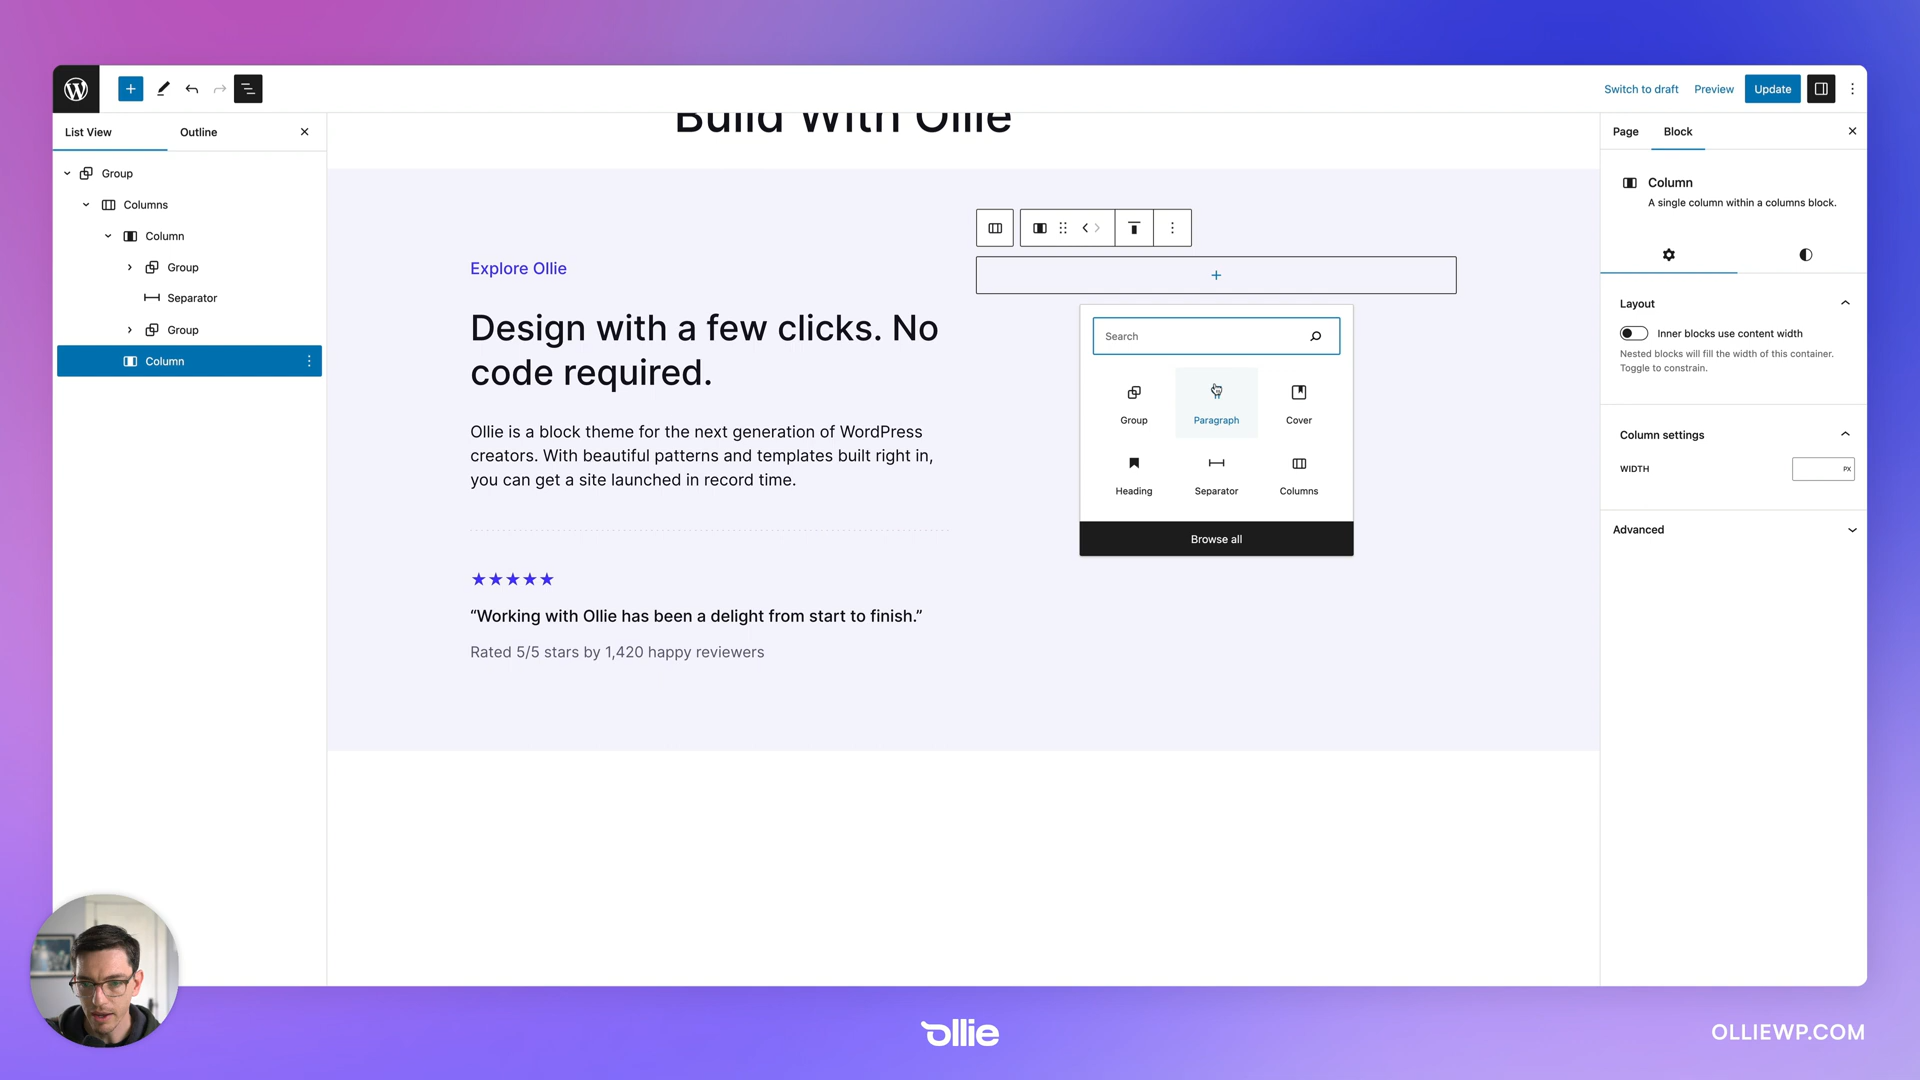 Switch to draft
Preview
Update
List View
Outline
Group
Columns
Column
Group
Separator
Group
Column
Build With Ollie
Explore Ollie
Design with a few clicks. No
code required.
Ollie is a block theme for the next generation of WordPress
creators. With beautiful patterns and templates built right in,
you can get a site launched in record time.
★★★★★
“Working with Ollie has been a delight from start to finish.”
Rated 5/5 stars by 1,420 happy reviewers
Search
Group
Paragraph
Cover
Heading
Separator
Columns
Browse all
Page
Block
Column
A single column within a columns block.
Layout
Inner blocks use content width
Nested blocks will fill the width of this container.
Toggle to constrain.
Column settings
WIDTH
PX
Advanced
ollie
OLLIEWP.COM